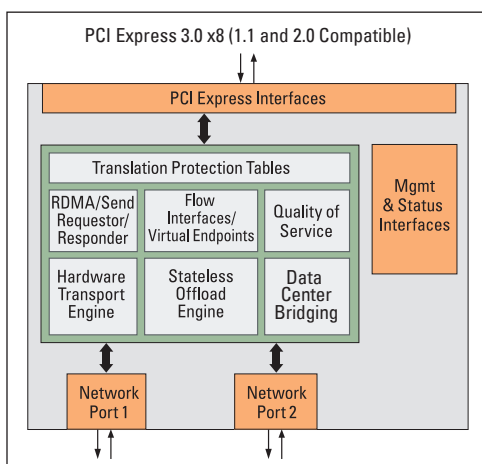 PCI Express 3.0 x8 (1.1 and 2.0 Compatible)
PCI Express Interfaces
Translation Protection Tables
RDMA/Send
Requestor/
Responder
Flow
Interfaces/
Virtual Endpoints
Quality of
Service
Mgmt
& Status
Interfaces
Hardware
Transport
Engine
Stateless
Offload
Engine
Data
Center
Bridging
Network
Port 1
Network
Port 2